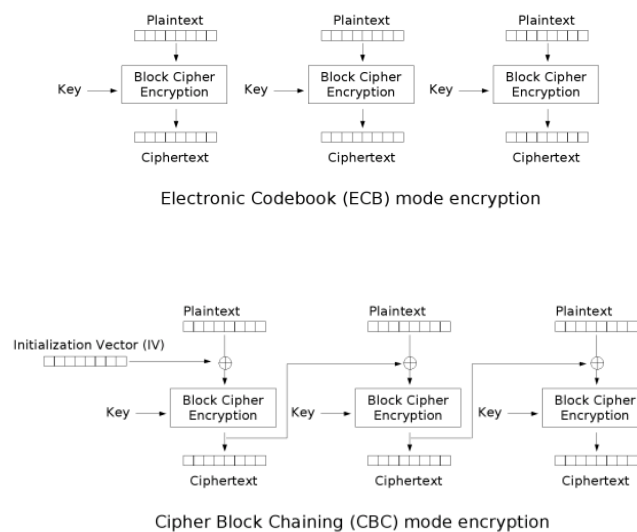 Plaintext Plaintext Plaintext
Key Block Cipher Encryption Key Block Cipher Encryption Key Block Cipher Encryption
Ciphertext Ciphertext Ciphertext
Electronic Codebook (ECB) mode encryption
Plaintext Plaintext Plaintext
Initialization Vector (IV)
Key Block Cipher Encryption Key Block Cipher Encryption Key Block Cipher Encryption
Ciphertext Ciphertext Ciphertext
Cipher Block Chaining (CBC) mode encryption